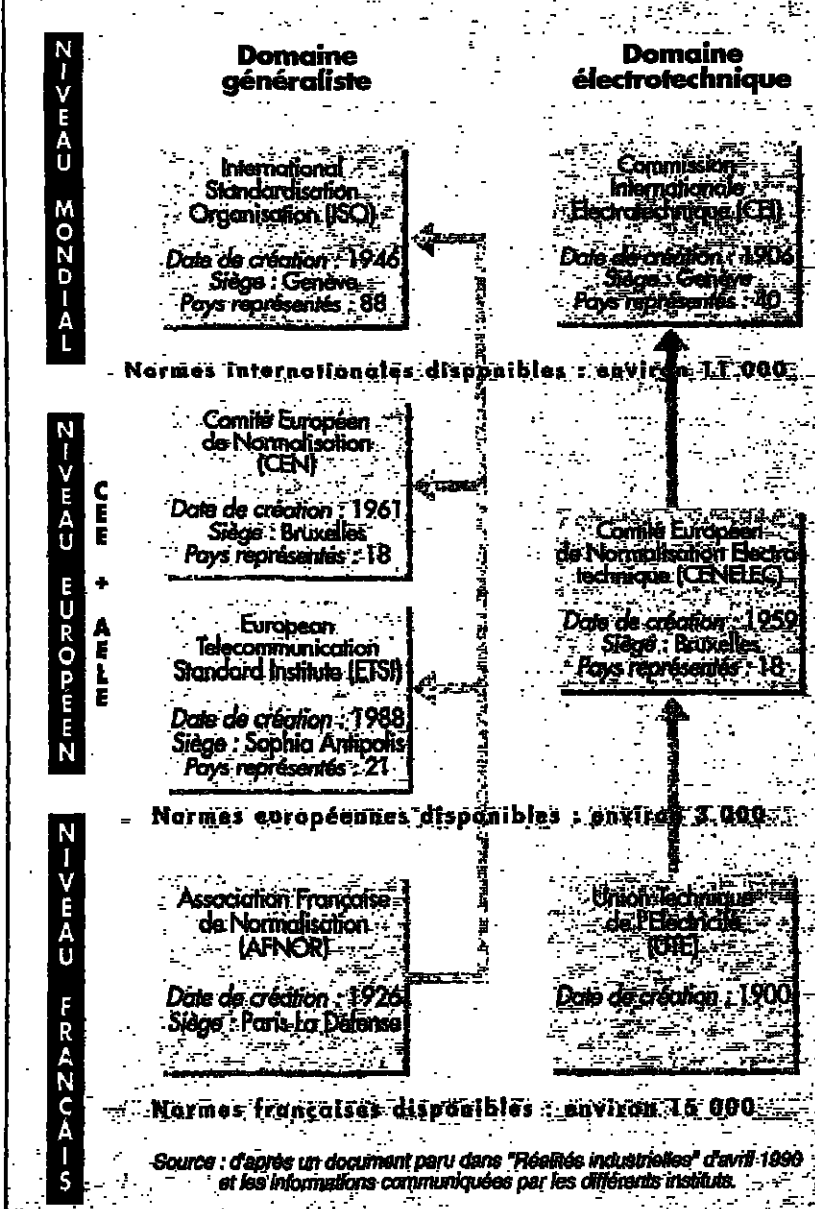 NIVEAU MONDIAL
Domaine
généraliste
Domaine
électrotechnique
International
Standardisation
Organisation (ISO)
Date de création : 1946
Siège : Genève
Pays représentés : 88
Commission
Internationale
Electrotechnique (CEI)
Date de création : 1906
Siège : Genève
Pays représentés : 40
Normes internationales disponibles : environ 11 000
NIVEAU EUROPÉEN
CEE + AELE
Comité Européen
de Normalisation
(CEN)
Date de création : 1961
Siège : Bruxelles
Pays représentés : 18
European
Telecommunication
Standard Institute (ETSI)
Date de création : 1988
Siège : Sophia Antipolis
Pays représentés : 21
Comité Européen
de Normalisation Electro
technique (CENELEC)
Date de création : 1959
Siège : Bruxelles
Pays représentés : 18
Normes européennes disponibles : environ 3 000
NIVEAU FRANÇAIS
Association Française
de Normalisation
(AFNOR)
Date de création : 1926
Siège : Paris-La Défense
Union Technique
de l'Electricité
(UTE)
Date de création : 1900
Normes françaises disponibles : environ 15 000
Source : d'après un document paru dans "Réalités industrielles" d'avril 1990
et les informations communiquées par les différents instituts.